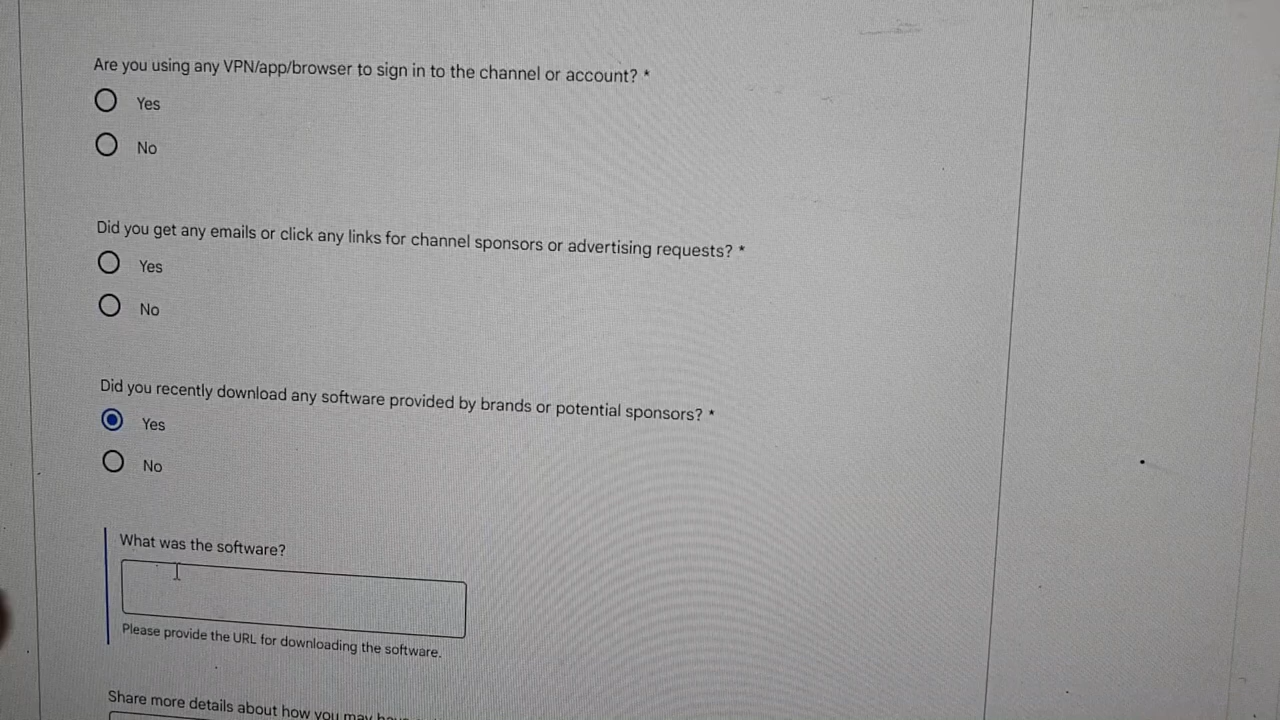 Are you using any VPN/app/browser to sign in to the channel or account? *
Yes
No
Did you get any emails or click any links for channel sponsors or advertising requests? *
Yes
No
Did you recently download any software provided by brands or potential sponsors? *
Yes
No
What was the software?
Please provide the URL for downloading the software.
Share more details about how you may